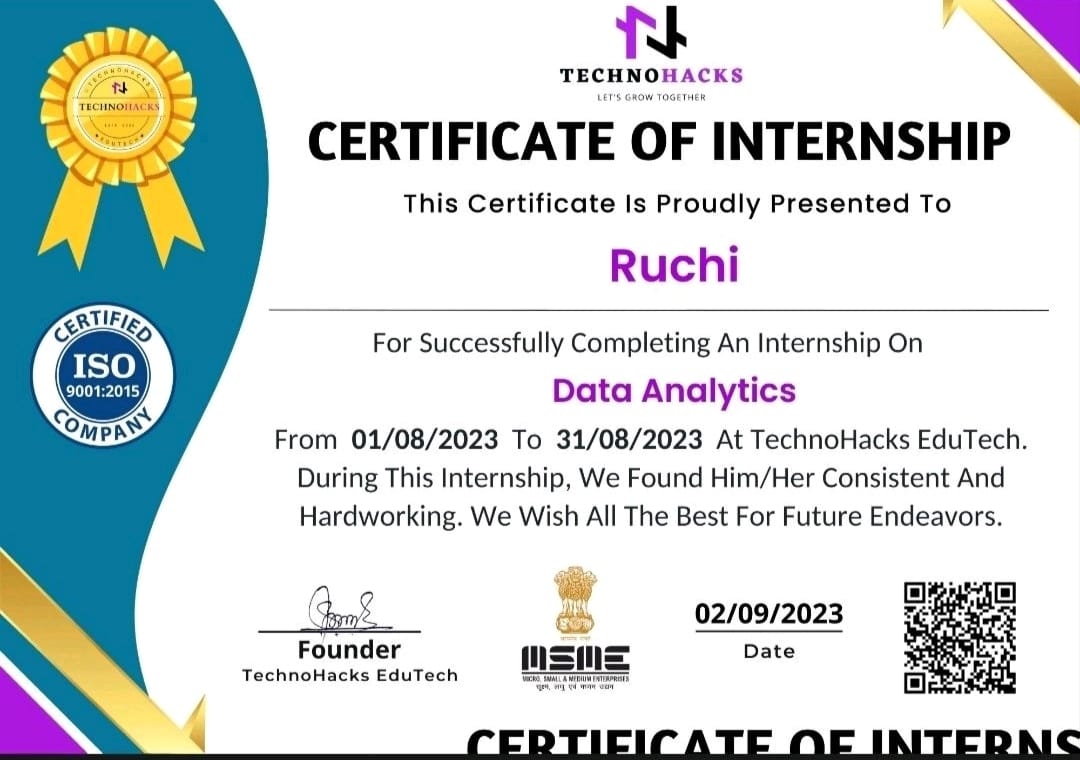 TECHNOHACKS
LET'S GROW TOGETHER
CERTIFICATE OF INTERNSHIP
This Certificate Is Proudly Presented To
Ruchi
For Successfully Completing An Internship On
Data Analytics
From 01/08/2023 To 31/08/2023 At TechnoHacks EduTech.
During This Internship, We Found Him/Her Consistent And
Hardworking. We Wish All The Best For Future Endeavors.
TECHNOHACKS
TECHNOHACKS
EDUTECH
CERTIFIED
ISO
9001:2015
COMPANY
Founder
TechnoHacks EduTech
MSME
MICRO, SMALL & MEDIUM ENTERPRISES
सूक्ष्म, लघु एवं मध्यम उद्यम
02/09/2023
Date
CERTIFICATE OF INTERNS